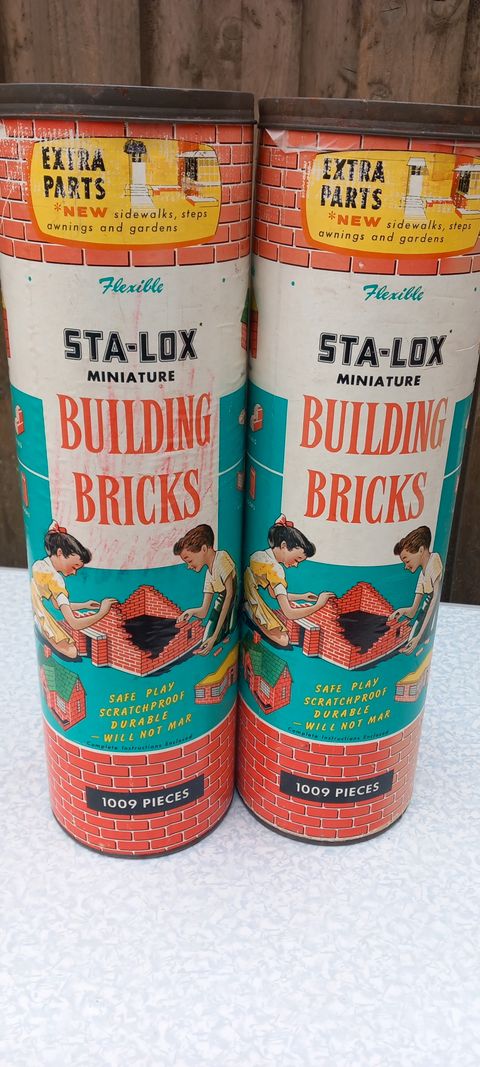 EXTRA
PARTS
*NEW sidewalks, steps
awnings and gardens
Flexible
STA-LOX
MINIATURE
BUILDING
BRICKS
SAFE PLAY
SCRATCHPROOF
DURABLE
— WILL NOT MAR
Complete Instructions Enclosed
1009 PIECES
EXTRA
PARTS
*NEW sidewalks, steps
awnings and gardens
Flexible
STA-LOX
MINIATURE
BUILDING
BRICKS
SAFE PLAY
SCRATCHPROOF
DURABLE
— WILL NOT MAR
Complete Instructions Enclosed
1009 PIECES